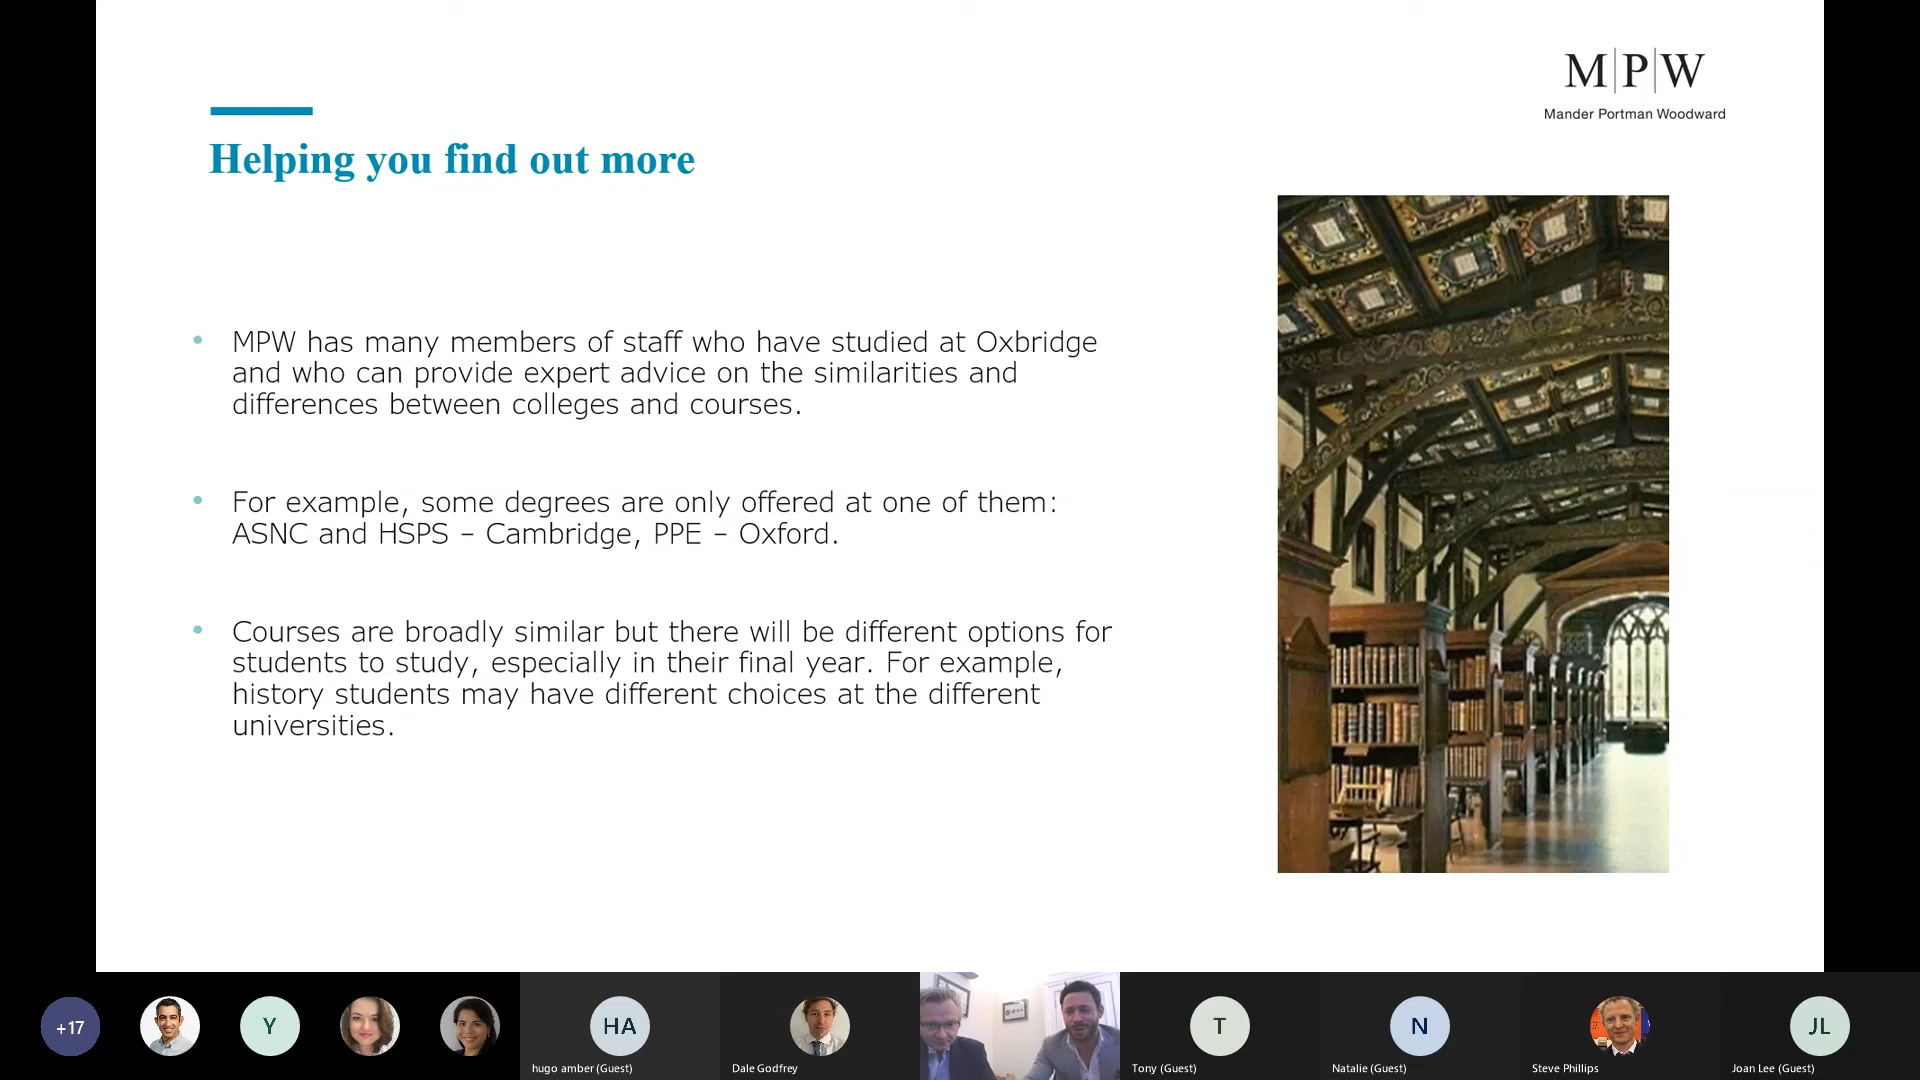 M|P|W
Mander Portman Woodward
Helping you find out more
• MPW has many members of staff who have studied at Oxbridge
and who can provide expert advice on the similarities and
differences between colleges and courses.
• For example, some degrees are only offered at one of them:
ASNC and HSPS – Cambridge, PPE – Oxford.
• Courses are broadly similar but there will be different options for
students to study, especially in their final year. For example,
history students may have different choices at the different
universities.
+17
Y
HA
hugo amber (Guest)
Dale Godfrey
T
Tony (Guest)
N
Natalie (Guest)
Steve Phillips
JL
Joan Lee (Guest)